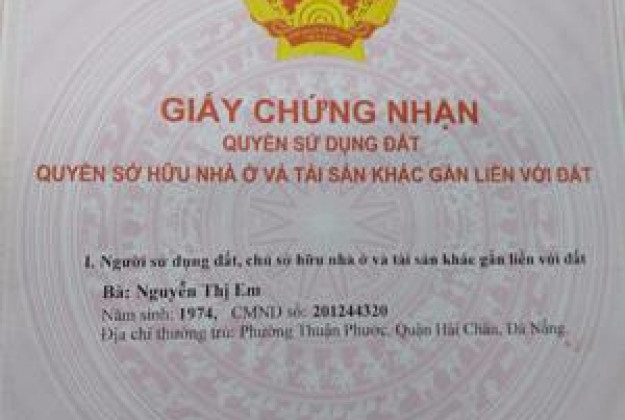 GIẤY CHỨNG NHẬN
QUYỀN SỬ DỤNG ĐẤT
QUYỀN SỞ HỮU NHÀ Ở VÀ TÀI SẢN KHÁC GẮN LIỀN VỚI ĐẤT
I. Người sử dụng đất, chủ sở hữu nhà ở và tài sản khác gắn liền với đất
Bà: Nguyễn Thị Em
Năm sinh: 1974, CMND số: 201244320
Địa chỉ thường trú: Phường Thuận Phước, Quận Hải Châu, Đà Nẵng.